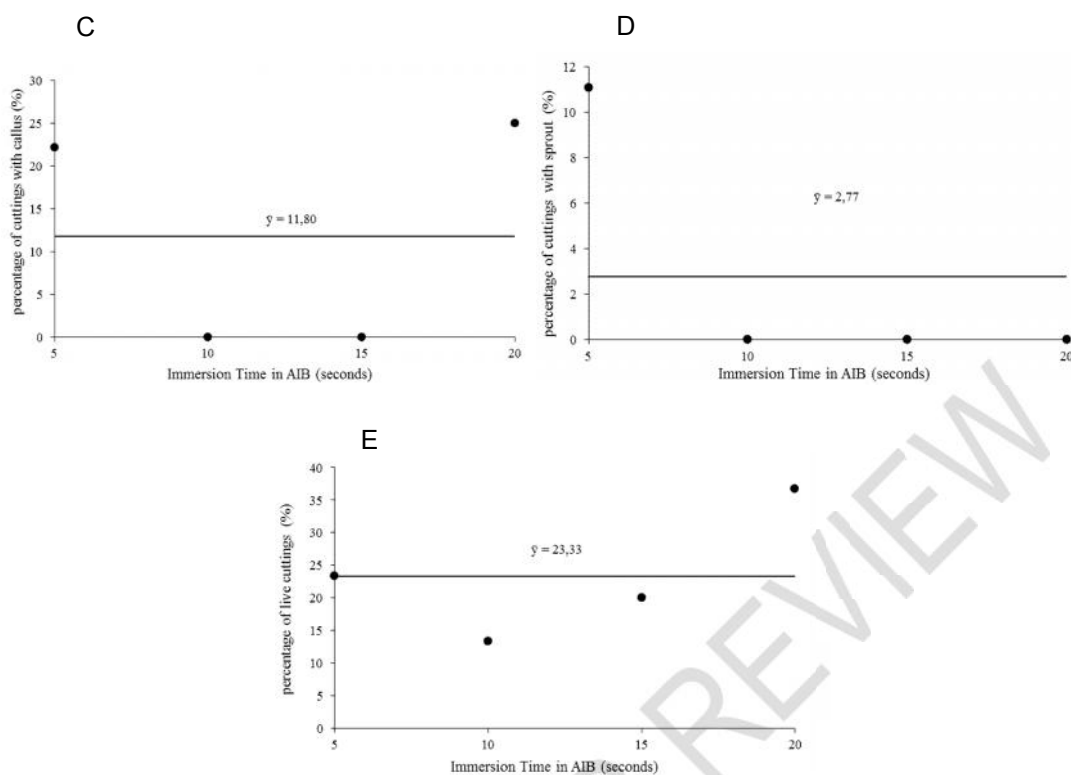 C
percentage of cuttings with callus (%)
30
25
20
15
10
5
0
ȳ = 11,80
5 10 15 20
Immersion Time in AIB (seconds)
D
percentage of cuttings with sprout (%)
12
10
8
6
4
2
0
ȳ = 2,77
5 10 15 20
Immersion Time in AIB (seconds)
E
percentage of live cuttings (%)
40
35
30
25
20
15
10
5
0
ȳ = 23,33
5 10 15 20
Immersion Time in AIB (seconds)
REVIEW